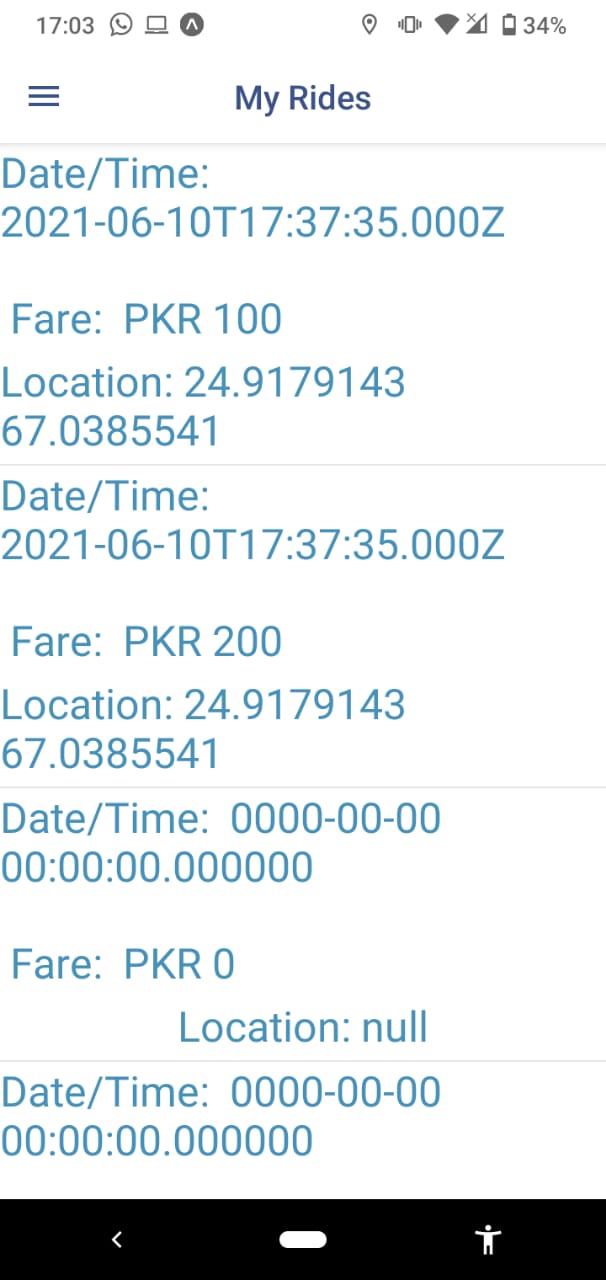 17:03 34%
My Rides
Date/Time:
2021-06-10T17:37:35.000Z
Fare: PKR 100
Location: 24.9179143
67.0385541
Date/Time:
2021-06-10T17:37:35.000Z
Fare: PKR 200
Location: 24.9179143
67.0385541
Date/Time: 0000-00-00
00:00:00.000000
Fare: PKR 0
Location: null
Date/Time: 0000-00-00
00:00:00.000000